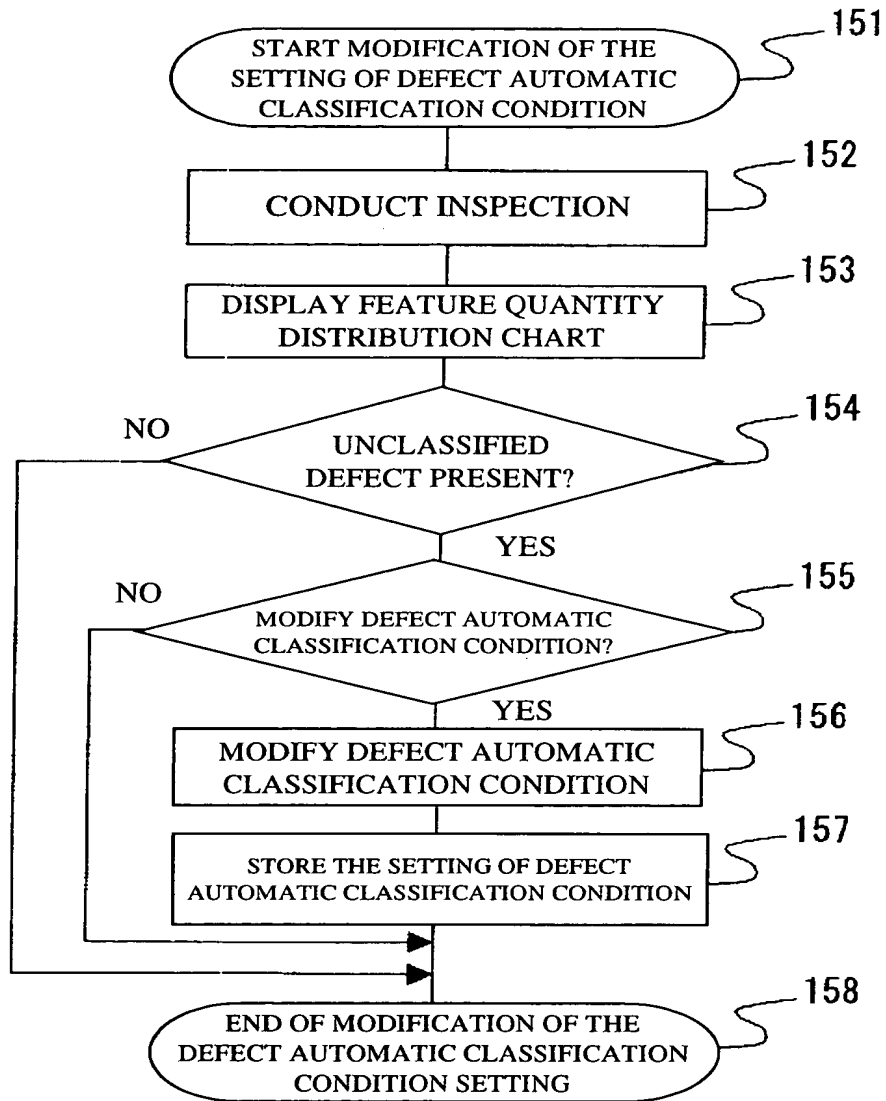 151
START MODIFICATION OF THE
SETTING OF DEFECT AUTOMATIC
CLASSIFICATION CONDITION
152
CONDUCT INSPECTION
153
DISPLAY FEATURE QUANTITY
DISTRIBUTION CHART
154
NO
UNCLASSIFIED
DEFECT PRESENT?
YES
155
NO
MODIFY DEFECT AUTOMATIC
CLASSIFICATION CONDITION?
YES
156
MODIFY DEFECT AUTOMATIC
CLASSIFICATION CONDITION
157
STORE THE SETTING OF DEFECT
AUTOMATIC CLASSIFICATION CONDITION
158
END OF MODIFICATION OF THE
DEFECT AUTOMATIC CLASSIFICATION
CONDITION SETTING